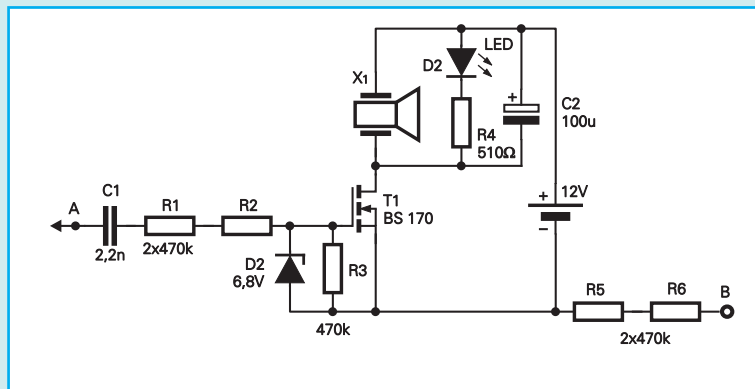 LED
D2
X1
+
C2
100u
R4
510Ω
C1
R1
R2
T1
BS 170
+
12V
A
−
2,2n
2x470k
D2
6,8V
R3
R5
R6
B
470k
2x470k